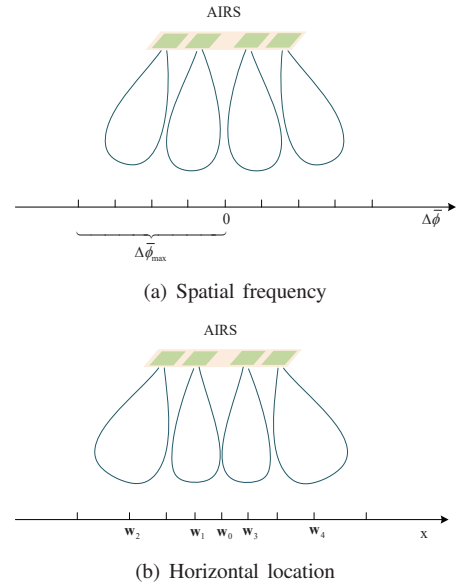 AIRS
0
Δϕ̄
Δϕ̄max
(a) Spatial frequency
AIRS
w2 w1 w0 w3 w4 x
(b) Horizontal location